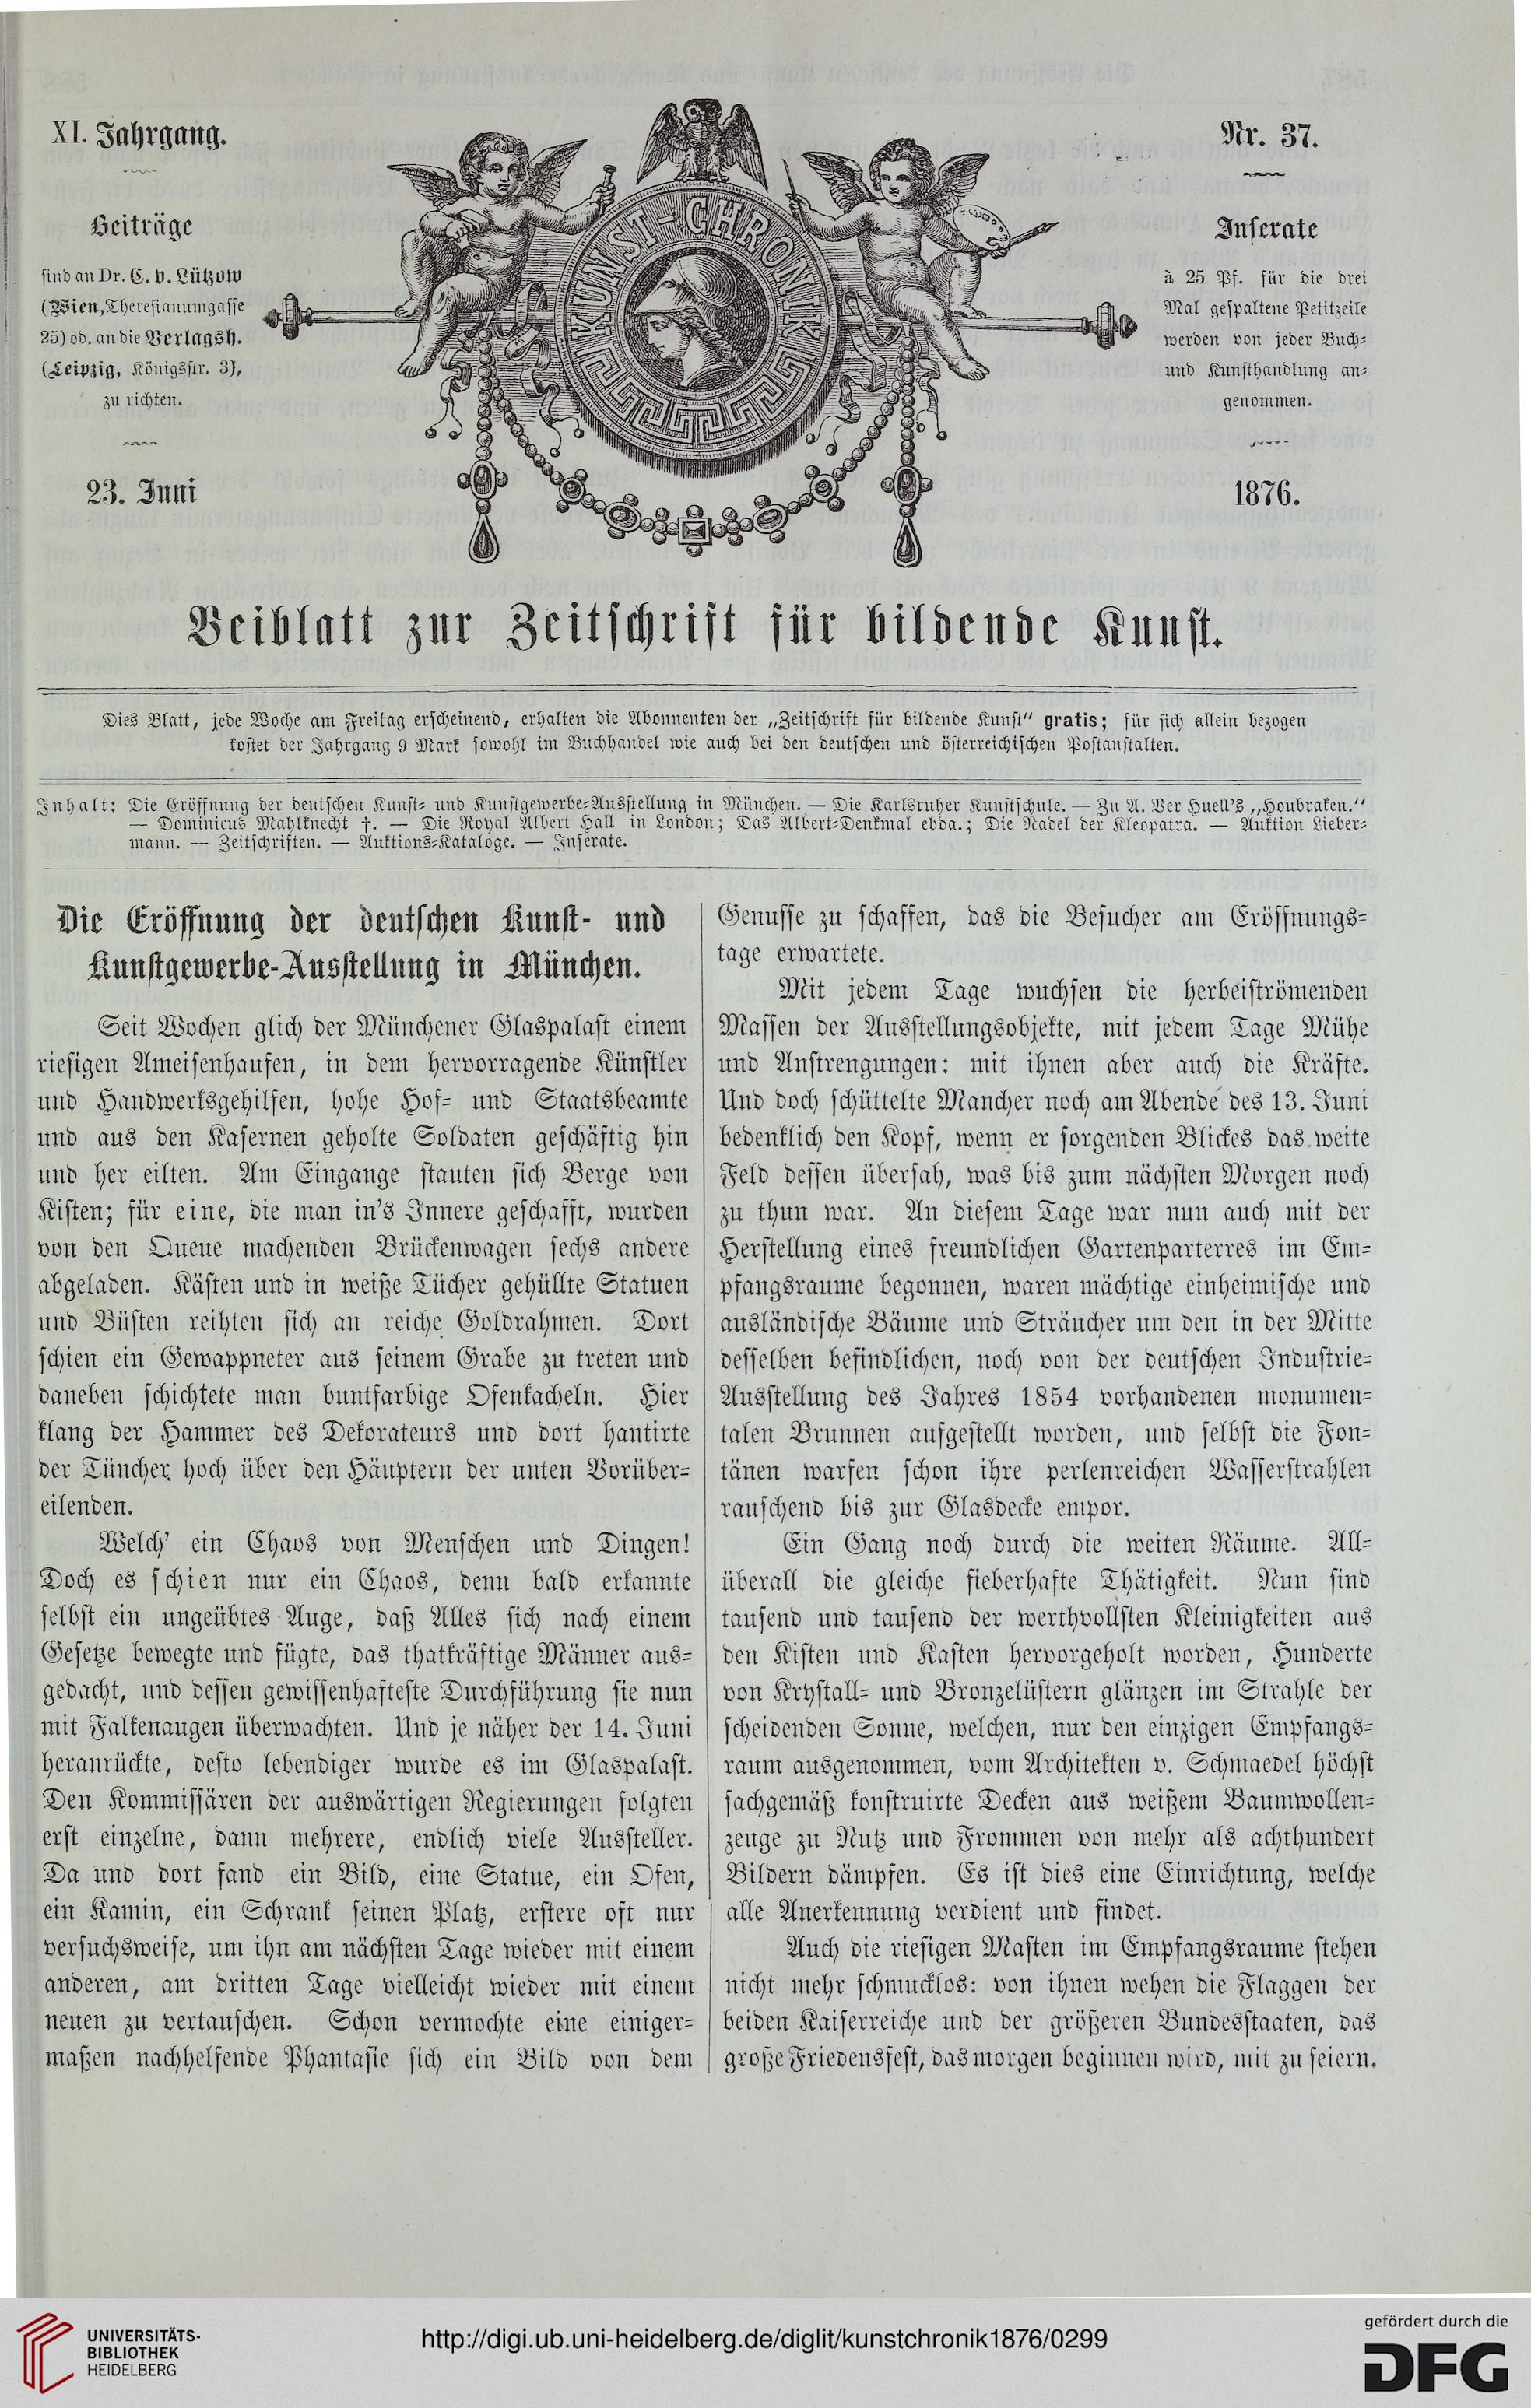 XI. Jahrgang.
Beiträge
sind an Dr. C. v. Lützow
(Wien, Theresianumgasse
25) od. an die Verlagsh.
(Leipzig, Königsstr. 3),
zu richten.
23. Juni
KUNST-CHRONIK
Nr. 37.
Inserate
à 25 Pf. für die drei
Mal gespaltene Petitzeile
werden von jeder Buch-
und Kunsthandlung an-
genommen.
1876.
Beiblatt zur Zeitschrift für bildende Kunst.
Dies Blatt, jede Woche am Freitag erscheinend, erhalten die Abonnenten der „Zeitschrift für bildende Kunst“ gratis; für sich allein bezogen
kostet der Jahrgang 9 Mark sowohl im Buchhandel wie auch bei den deutschen und österreichischen Postanstalten.
Inhalt: Die Eröffnung der deutschen Kunst- und Kunstgewerbe-Ausstellung in München. — Die Karlsruher Kunstschule. — Zu A. Ver Huell's „Houbraken.“
— Dominicus Mahlknecht †. — Die Royal Albert Hall in London; Das Albert-Denkmal ebda.; Die Nadel der Kleopatra. — Auktion Lieber-
mann. — Zeitschriften. — Auktions-Kataloge. — Inserate.
Die Eröffnung der deutschen Kunst- und
Kunstgewerbe-Ausstellung in München.
Seit Wochen glich der Münchener Glaspalast einem
riesigen Ameisenhaufen, in dem hervorragende Künstler
und Handwerksgehilfen, hohe Hof- und Staatsbeamte
und aus den Kasernen geholte Soldaten geschäftig hin
und her eilten. Am Eingange stauten sich Berge von
Kisten; für eine, die man in's Innere geschafft, wurden
von den Queue machenden Brückenwagen sechs andere
abgeladen. Kästen und in weiße Tücher gehüllte Statuen
und Büsten reihten sich an reiche Goldrahmen. Dort
schien ein Gewappneter aus seinem Grabe zu treten und
daneben schichtete man buntfarbige Ofenkacheln. Hier
klang der Hammer des Dekorateurs und dort hantirte
der Tüncher hoch über den Häuptern der unten Vorüber-
eilenden.
Welch' ein Chaos von Menschen und Dingen!
Doch es schien nur ein Chaos, denn bald erkannte
selbst ein ungeübtes Auge, daß Alles sich nach einem
Gesetze bewegte und fügte, das thatkräftige Männer aus-
gedacht, und dessen gewissenhafteste Durchführung sie nun
mit Falkenaugen überwachten. Und je näher der 14. Juni
heranrückte, desto lebendiger wurde es im Glaspalast.
Den Kommissären der auswärtigen Regierungen folgten
erst einzelne, dann mehrere, endlich viele Aussteller.
Da und dort fand ein Bild, eine Statue, ein Ofen,
ein Kamin, ein Schrank seinen Platz, erstere oft nur
versuchsweise, um ihn am nächsten Tage wieder mit einem
anderen, am dritten Tage vielleicht wieder mit einem
neuen zu vertauschen. Schon vermochte eine einiger-
maßen nachhelfende Phantasie sich ein Bild von dem
Genusse zu schaffen, das die Besucher am Eröffnungs-
tage erwartete.
Mit jedem Tage wuchsen die herbeiströmenden
Massen der Ausstellungsobjekte, mit jedem Tage Mühe
und Anstrengungen: mit ihnen aber auch die Kräfte.
Und doch schüttelte Mancher noch am Abende des 13. Juni
bedenklich den Kopf, wenn er sorgenden Blickes das weite
Feld dessen übersah, was bis zum nächsten Morgen noch
zu thun war. An diesem Tage war nun auch mit der
Herstellung eines freundlichen Gartenparterres im Em-
pfangsraume begonnen, waren mächtige einheimische und
ausländische Bäume und Sträucher um den in der Mitte
desselben befindlichen, noch von der deutschen Industrie-
Ausstellung des Jahres 1854 vorhandenen monumen-
talen Brunnen aufgestellt worden, und selbst die Fon-
tänen warfen schon ihre perlenreichen Wasserstrahlen
rauschend bis zur Glasdecke empor.
Ein Gang noch durch die weiten Räume. All-
überall die gleiche fieberhafte Thätigkeit. Nun sind
tausend und tausend der werthvollsten Kleinigkeiten aus
den Kisten und Kasten hervorgeholt worden, Hunderte
von Krystall- und Bronzelüstern glänzen im Strahle der
scheidenden Sonne, welchen, nur den einzigen Empfangs-
raum ausgenommen, vom Architekten v. Schmaedel höchst
sachgemäß konstruirte Decken aus weißem Baumwollen-
zeuge zu Nutz und Frommen von mehr als achthundert
Bildern dämpfen. Es ist dies eine Einrichtung, welche
alle Anerkennung verdient und findet.
Auch die riesigen Masten im Empfangsraume stehen
nicht mehr schmucklos: von ihnen wehen die Flaggen der
beiden Kaiserreiche und der größeren Bundesstaaten, das
große Friedensfest, das morgen beginnen wird, mit zu feiern.
UNIVERSITÄTS-
BIBLIOTHEK
HEIDELBERG
http://digi.ub.uni-heidelberg.de/diglit/kunstchronik1876/0299
gefördert durch die
DFG